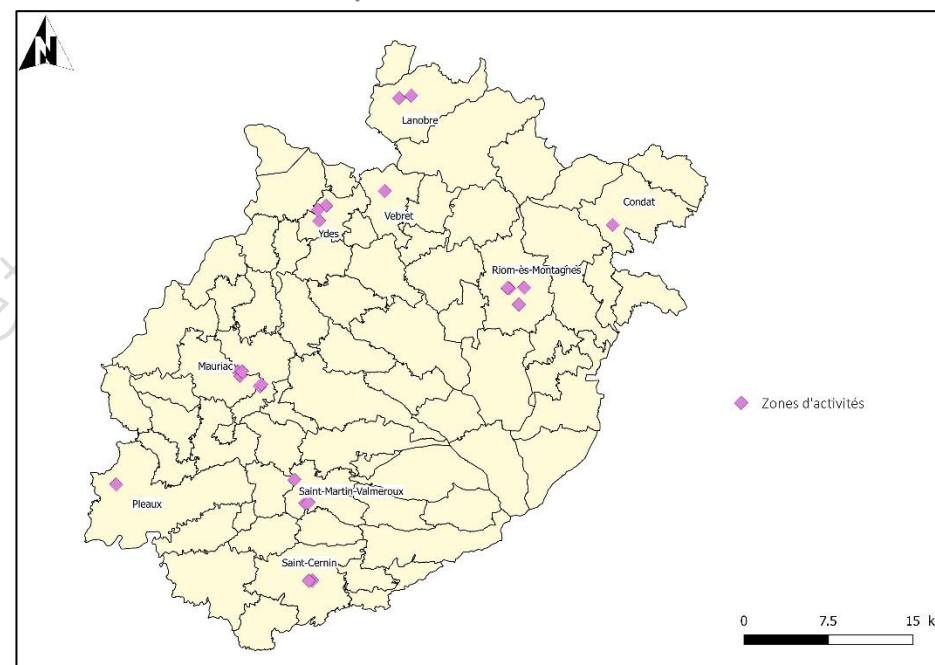 N
Lanobre
Condat
Vebret
Ydes
Riom-ès-Montagnes
Mauriac
Zones d'activités
Pleaux
Saint-Martin-Valmeroux
Saint-Cernin
0 7.5 15 k